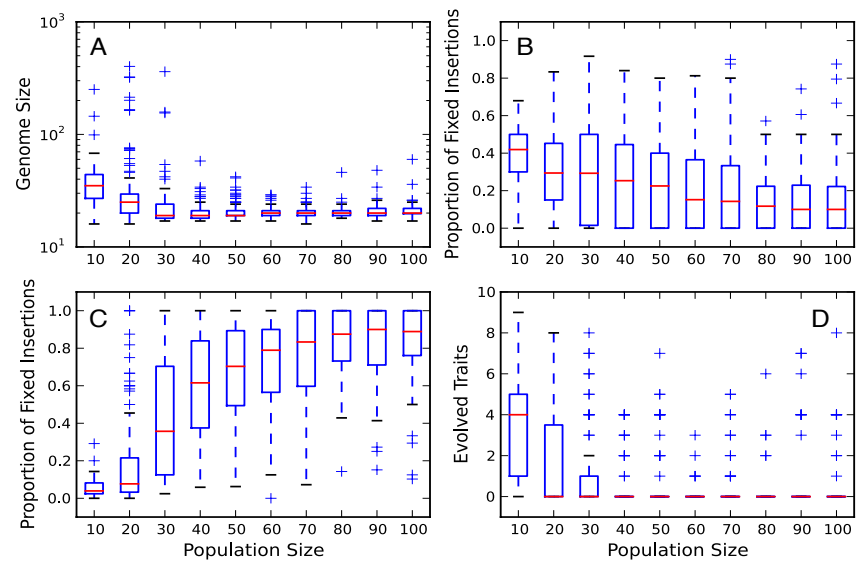 A
Genome Size
10³
10²
10¹
10 20 30 40 50 60 70 80 90 100
B
Proportion of Fixed Insertions
1.0
0.8
0.6
0.4
0.2
0.0
10 20 30 40 50 60 70 80 90 100
C
Proportion of Fixed Insertions
1.0
0.8
0.6
0.4
0.2
0.0
10 20 30 40 50 60 70 80 90 100
Population Size
D
Evolved Traits
10
8
6
4
2
0
10 20 30 40 50 60 70 80 90 100
Population Size